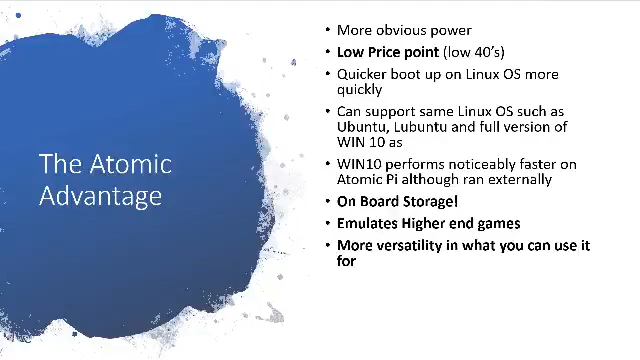 The Atomic
Advantage
• More obvious power
• Low Price point (low 40's)
• Quicker boot up on Linux OS more
quickly
• Can support same Linux OS such as
Ubuntu, Lubuntu and full version of
WIN 10 as
• WIN10 performs noticeably faster on
Atomic Pi although ran externally
• On Board Storage!
• Emulates Higher end games
• More versatility in what you can use it
for